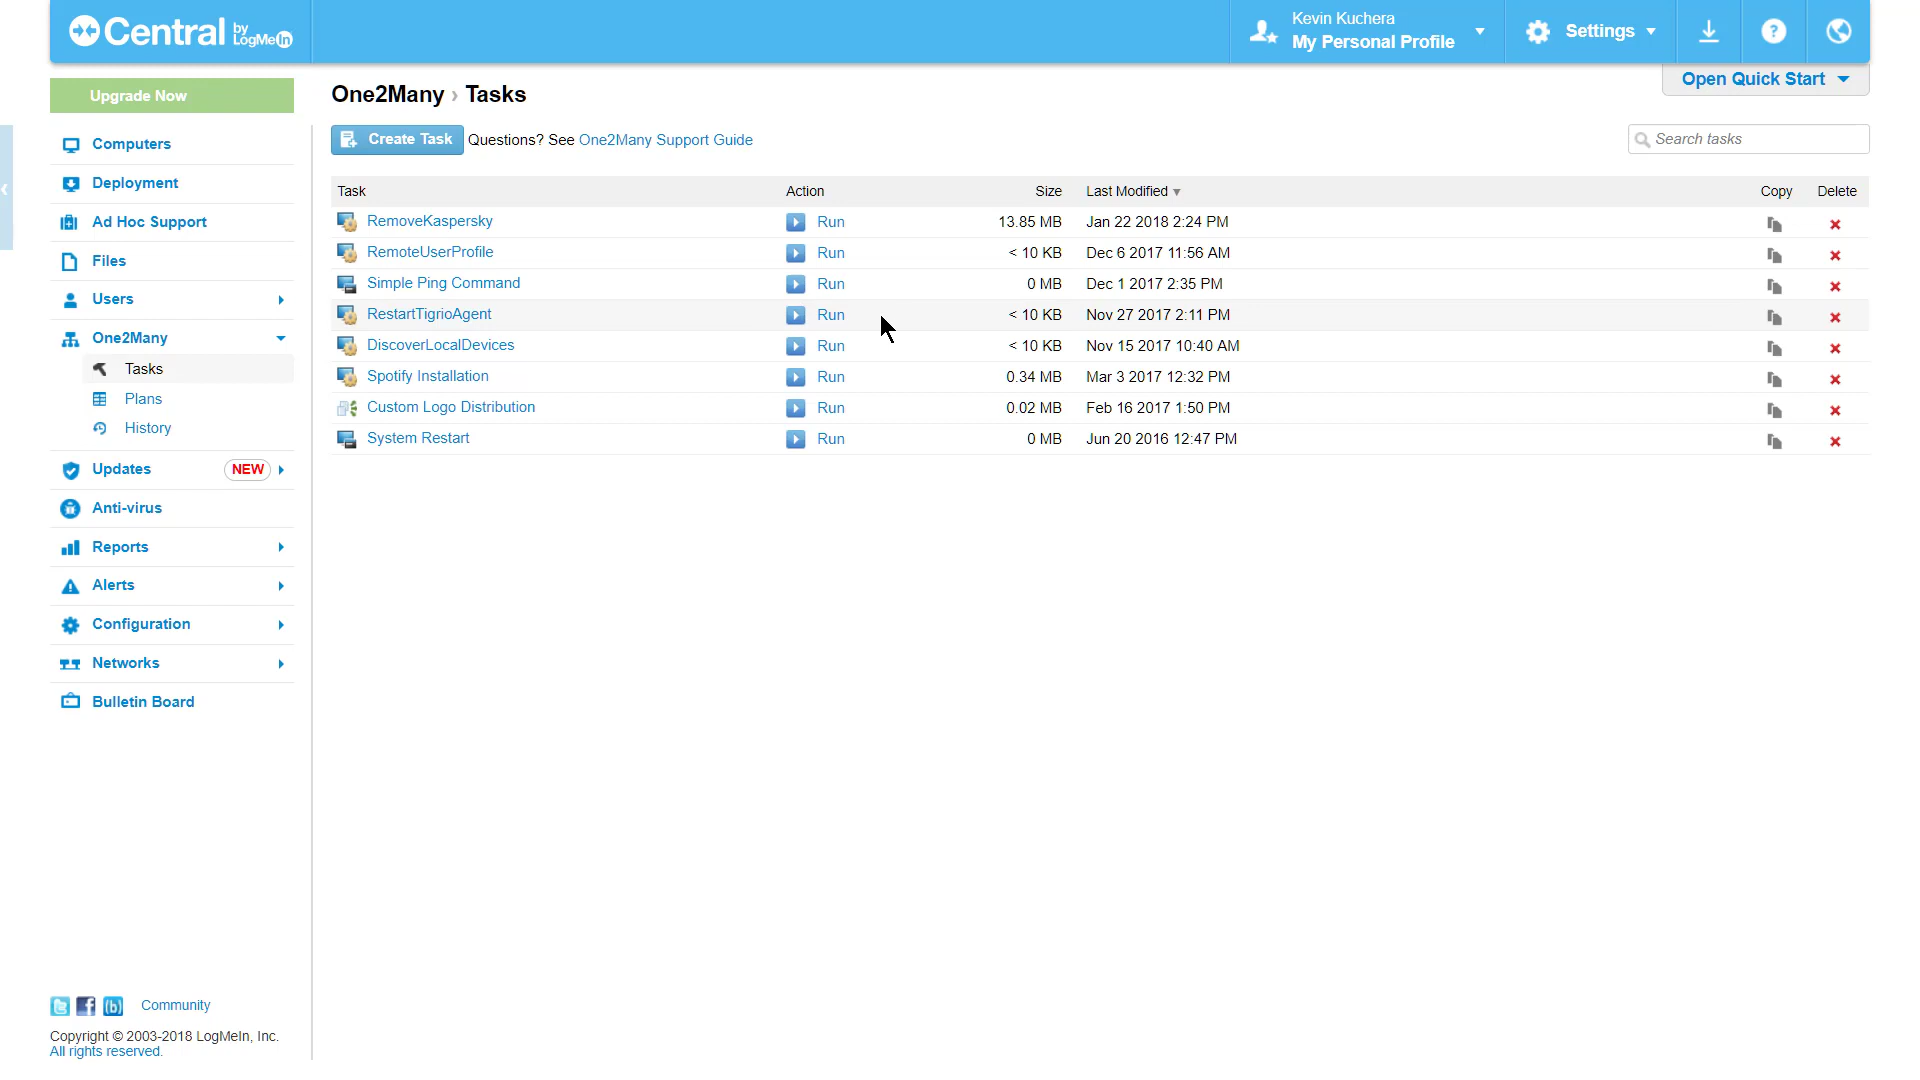 Central by LogMeIn
Kevin Kuchera
My Personal Profile
Settings
?
Open Quick Start
Upgrade Now
One2Many › Tasks
Create Task Questions? See One2Many Support Guide
Search tasks
Computers
Deployment
Ad Hoc Support
Files
Users
One2Many
Tasks
Plans
History
Updates NEW
Anti-virus
Reports
Alerts
Configuration
Networks
Bulletin Board
Task Action Size Last Modified Copy Delete
RemoveKaspersky Run 13.85 MB Jan 22 2018 2:24 PM
RemoteUserProfile Run < 10 KB Dec 6 2017 11:56 AM
Simple Ping Command Run 0 MB Dec 1 2017 2:35 PM
RestartTigrioAgent Run < 10 KB Nov 27 2017 2:11 PM
DiscoverLocalDevices Run < 10 KB Nov 15 2017 10:40 AM
Spotify Installation Run 0.34 MB Mar 3 2017 12:32 PM
Custom Logo Distribution Run 0.02 MB Feb 16 2017 1:50 PM
System Restart Run 0 MB Jun 20 2016 12:47 PM
Community
Copyright © 2003-2018 LogMeIn, Inc.
All rights reserved.